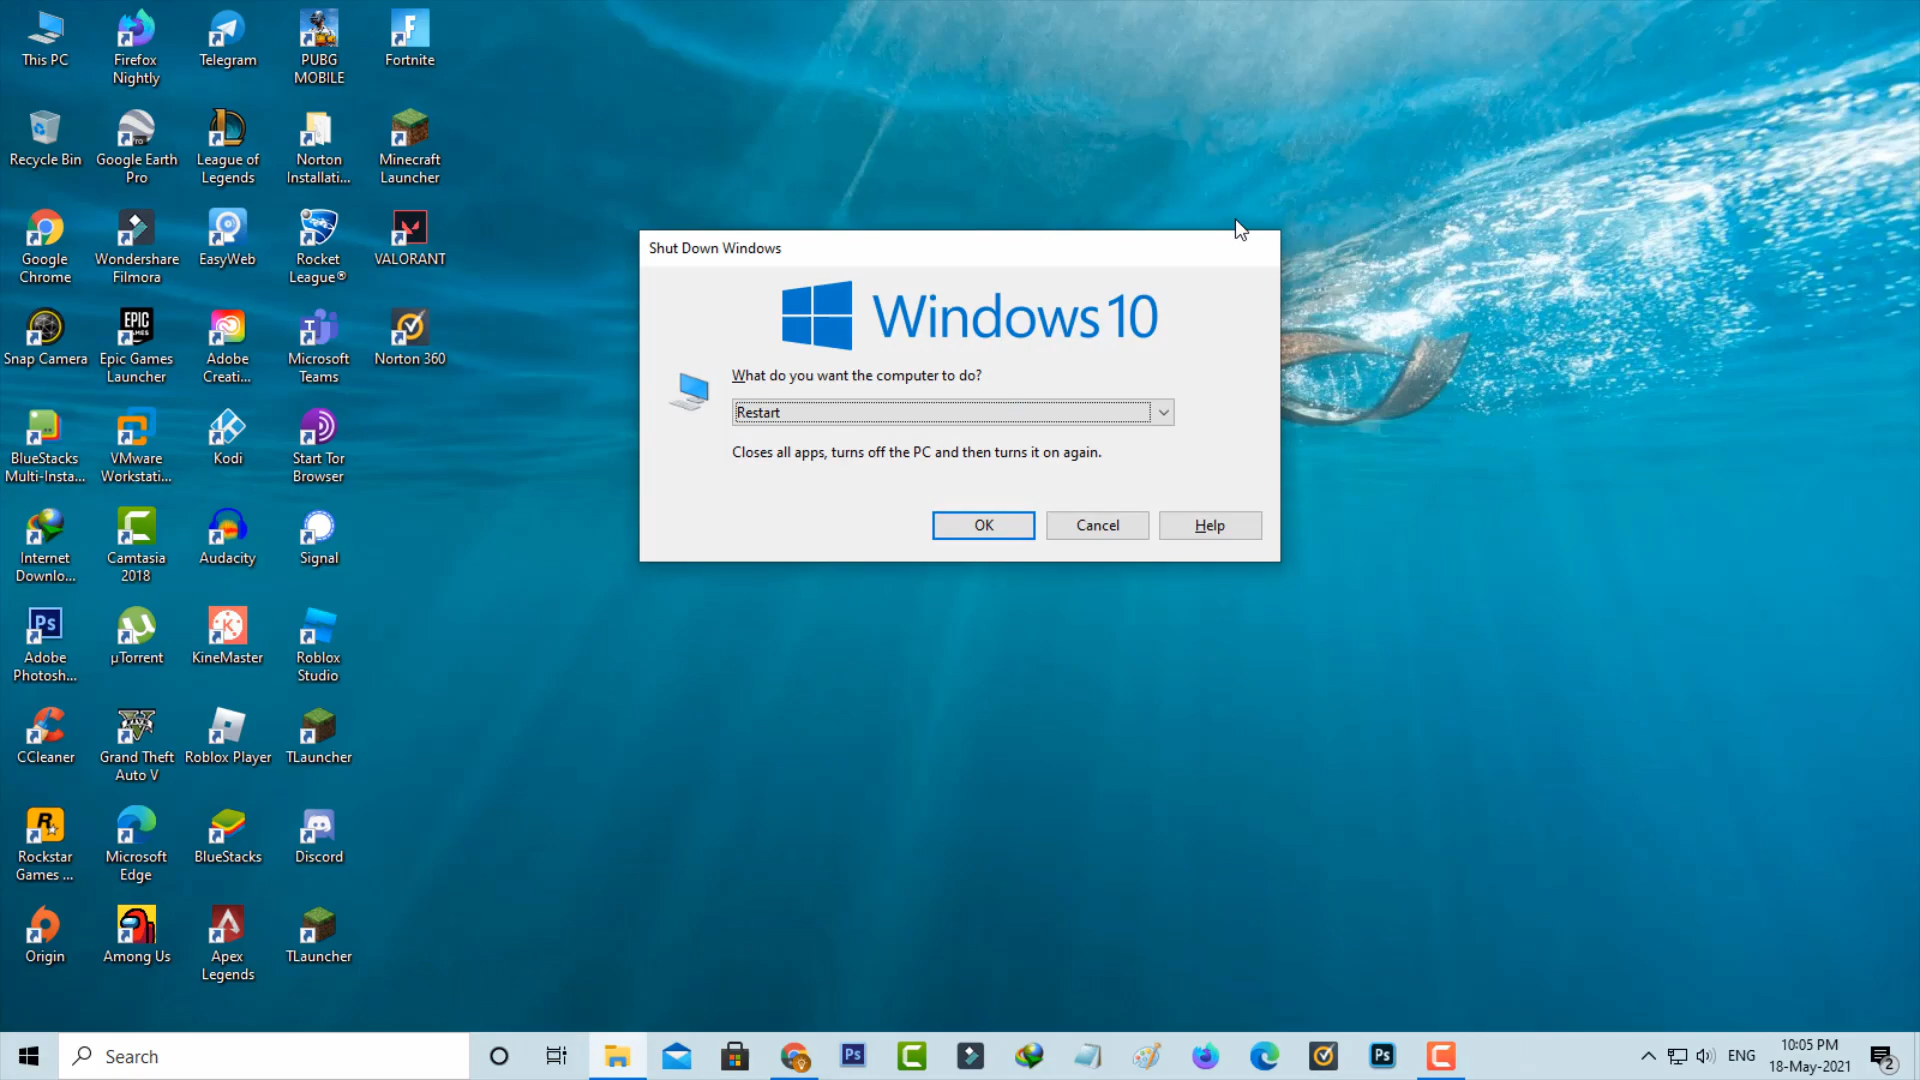 This PC
Firefox
Nightly
Telegram
PUBG
MOBILE
Fortnite
Recycle Bin
Google Earth
Pro
League of
Legends
Norton
Installati...
Minecraft
Launcher
Google
Chrome
Wondershare
Filmora
EasyWeb
Rocket
League®
VALORANT
Snap Camera
Epic Games
Launcher
Adobe
Creati...
Microsoft
Teams
Norton 360
BlueStacks
Multi-Insta...
VMware
Workstati...
Kodi
Start Tor
Browser
Internet
Downlo...
Camtasia
2018
Audacity
Signal
Adobe
Photosh...
µTorrent
KineMaster
Roblox
Studio
CCleaner
Grand Theft
Auto V
Roblox Player
TLauncher
Rockstar
Games ...
Microsoft
Edge
BlueStacks
Discord
Origin
Among Us
Apex
Legends
TLauncher
Shut Down Windows
Windows 10
What do you want the computer to do?
Restart
Closes all apps, turns off the PC and then turns it on again.
OK
Cancel
Help
Search
ENG
10:05 PM
18-May-2021
2